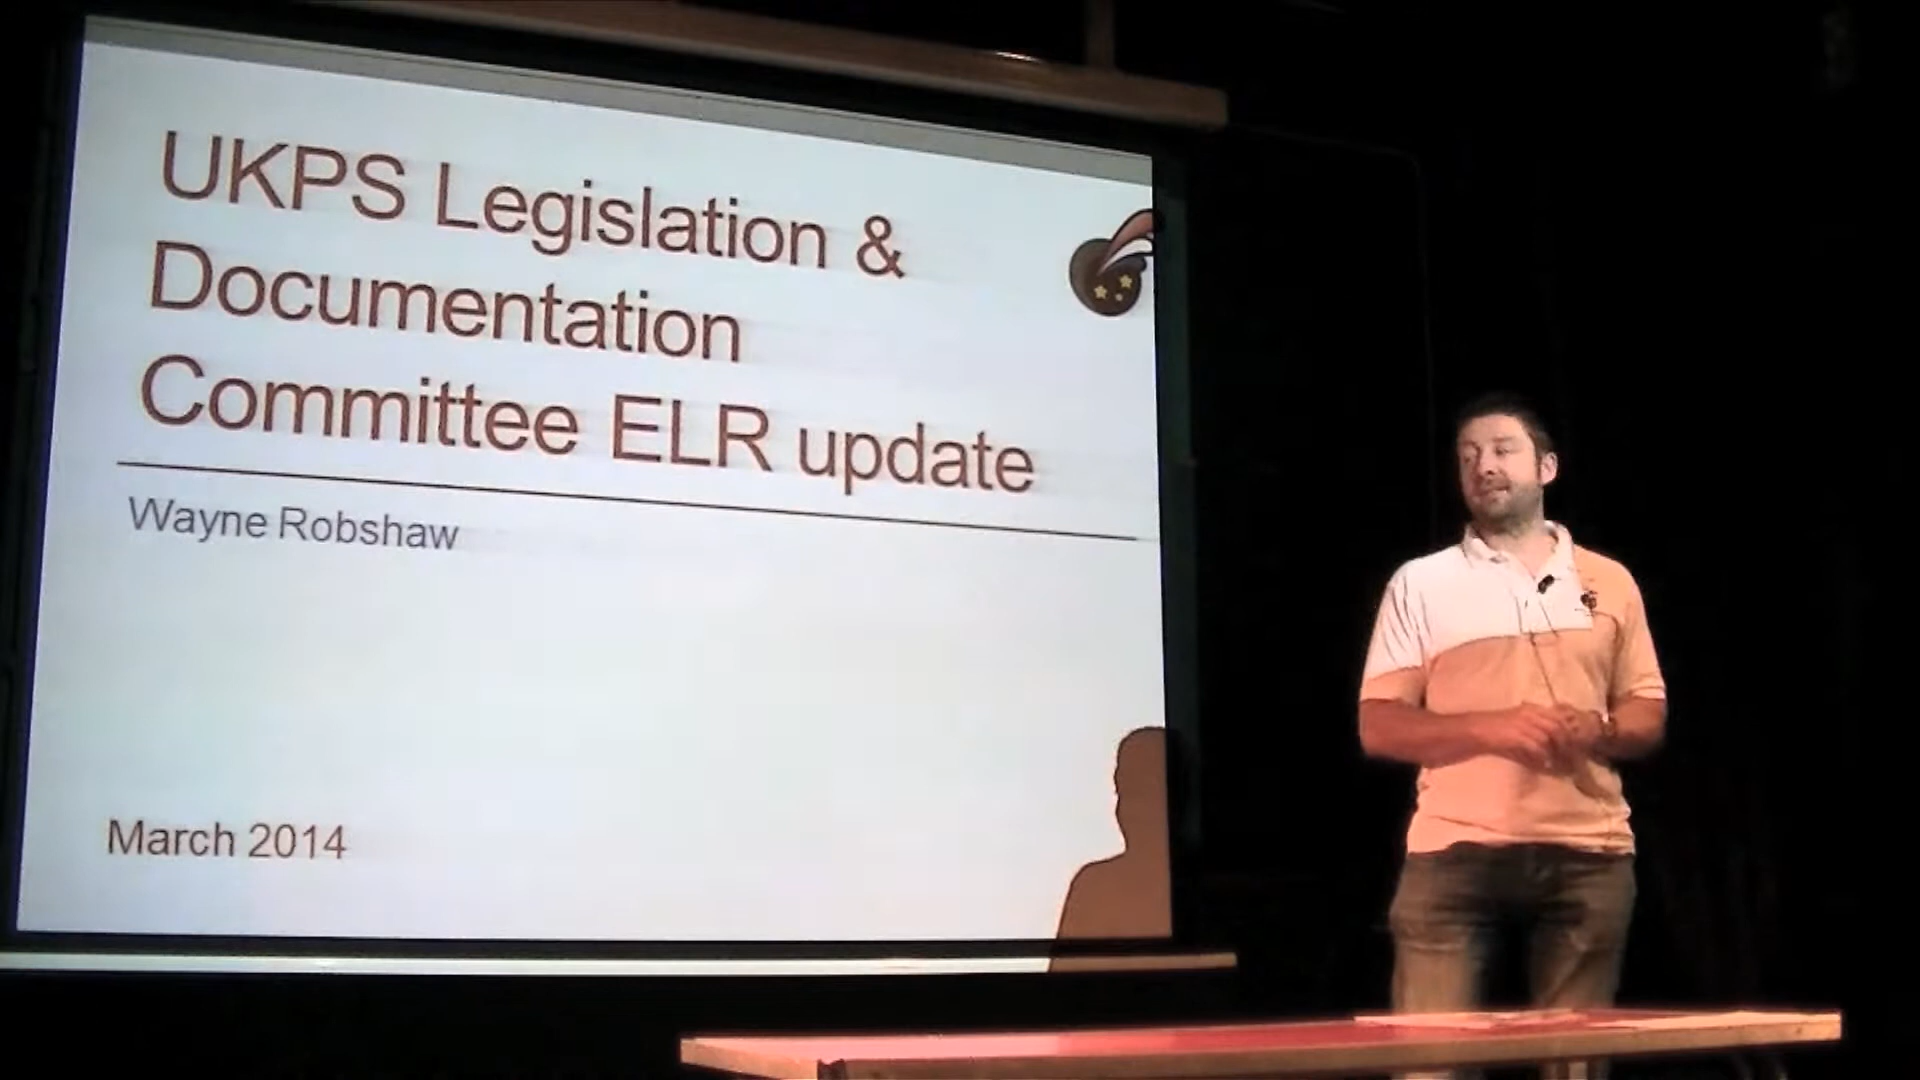 UKPS Legislation &
Documentation
Committee ELR update
Wayne Robshaw
March 2014